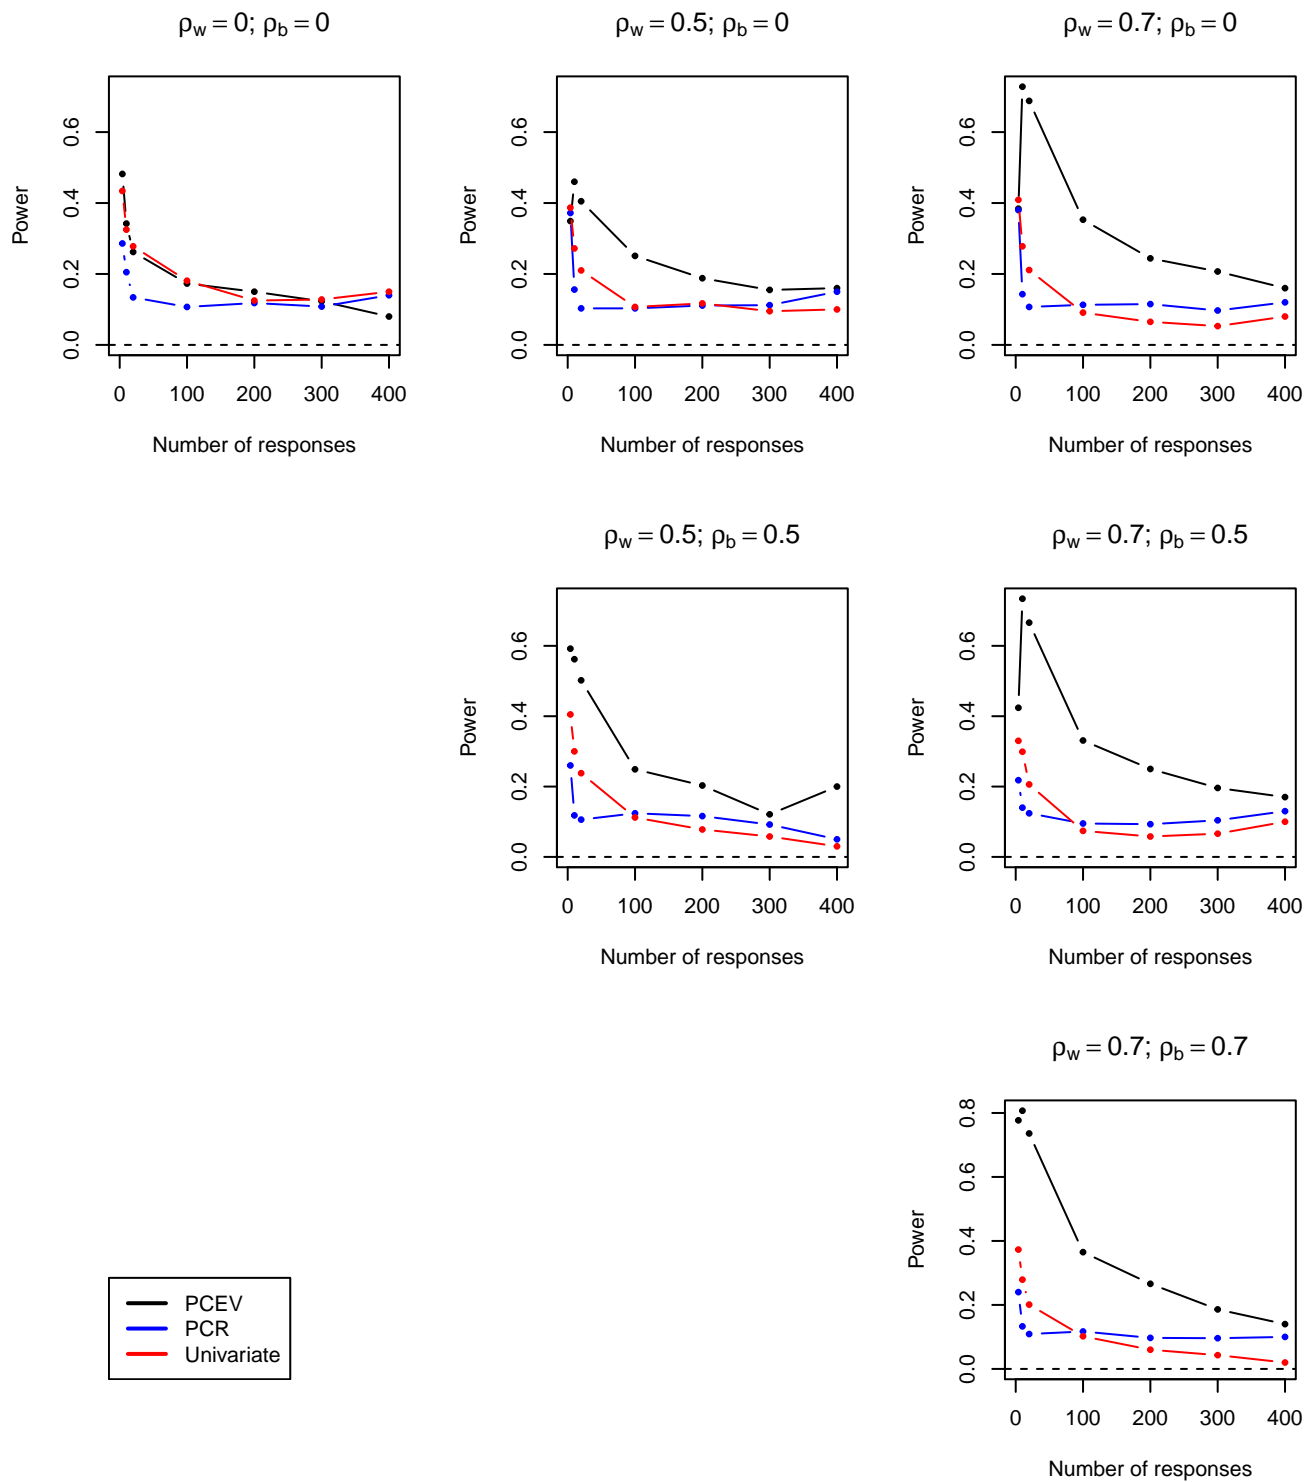 ρw = 0; ρb = 0
Power
0.0 0.2 0.4 0.6
0 100 200 300 400
Number of responses
ρw = 0.5; ρb = 0
Power
0.0 0.2 0.4 0.6
0 100 200 300 400
Number of responses
ρw = 0.7; ρb = 0
Power
0.0 0.2 0.4 0.6
0 100 200 300 400
Number of responses
ρw = 0.5; ρb = 0.5
Power
0.0 0.2 0.4 0.6
0 100 200 300 400
Number of responses
ρw = 0.7; ρb = 0.5
Power
0.0 0.2 0.4 0.6
0 100 200 300 400
Number of responses
ρw = 0.7; ρb = 0.7
Power
0.0 0.2 0.4 0.6 0.8
0 100 200 300 400
Number of responses
PCEV
PCR
Univariate